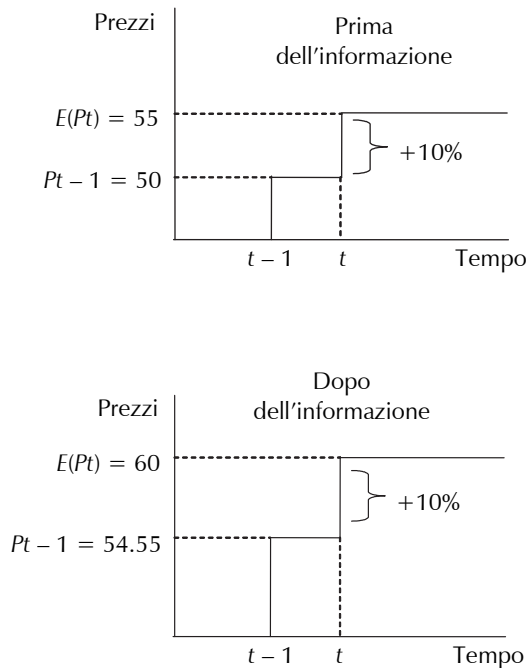 Prezzi
Prima
dell'informazione
E(Pt) = 55
+10%
Pt – 1 = 50
t – 1
t
Tempo
Dopo
dell'informazione
Prezzi
E(Pt) = 60
+10%
Pt – 1 = 54.55
t – 1
t
Tempo